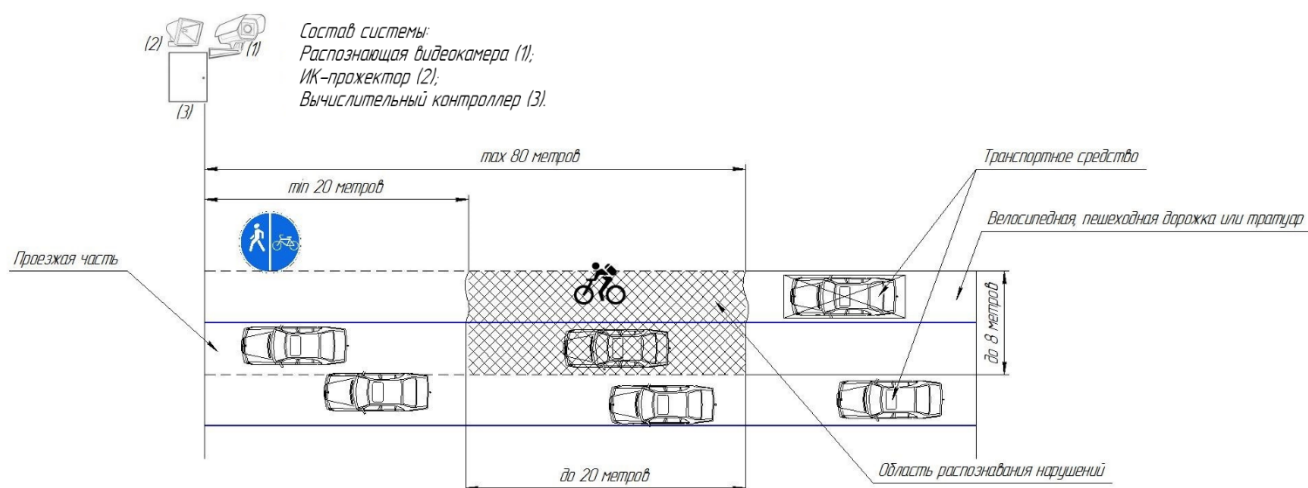 (2)
(1)
(3)
Состав системы:
Распознающая видеокамера (1);
ИК-прожектор (2);
Вычислительный контроллер (3).
max 80 метров
min 20 метров
Транспортное средство
Велосипедная, пешеходная дорожка или тратуар
Проезжая часть
до 8 метров
Область распознавания нарушений
до 20 метров